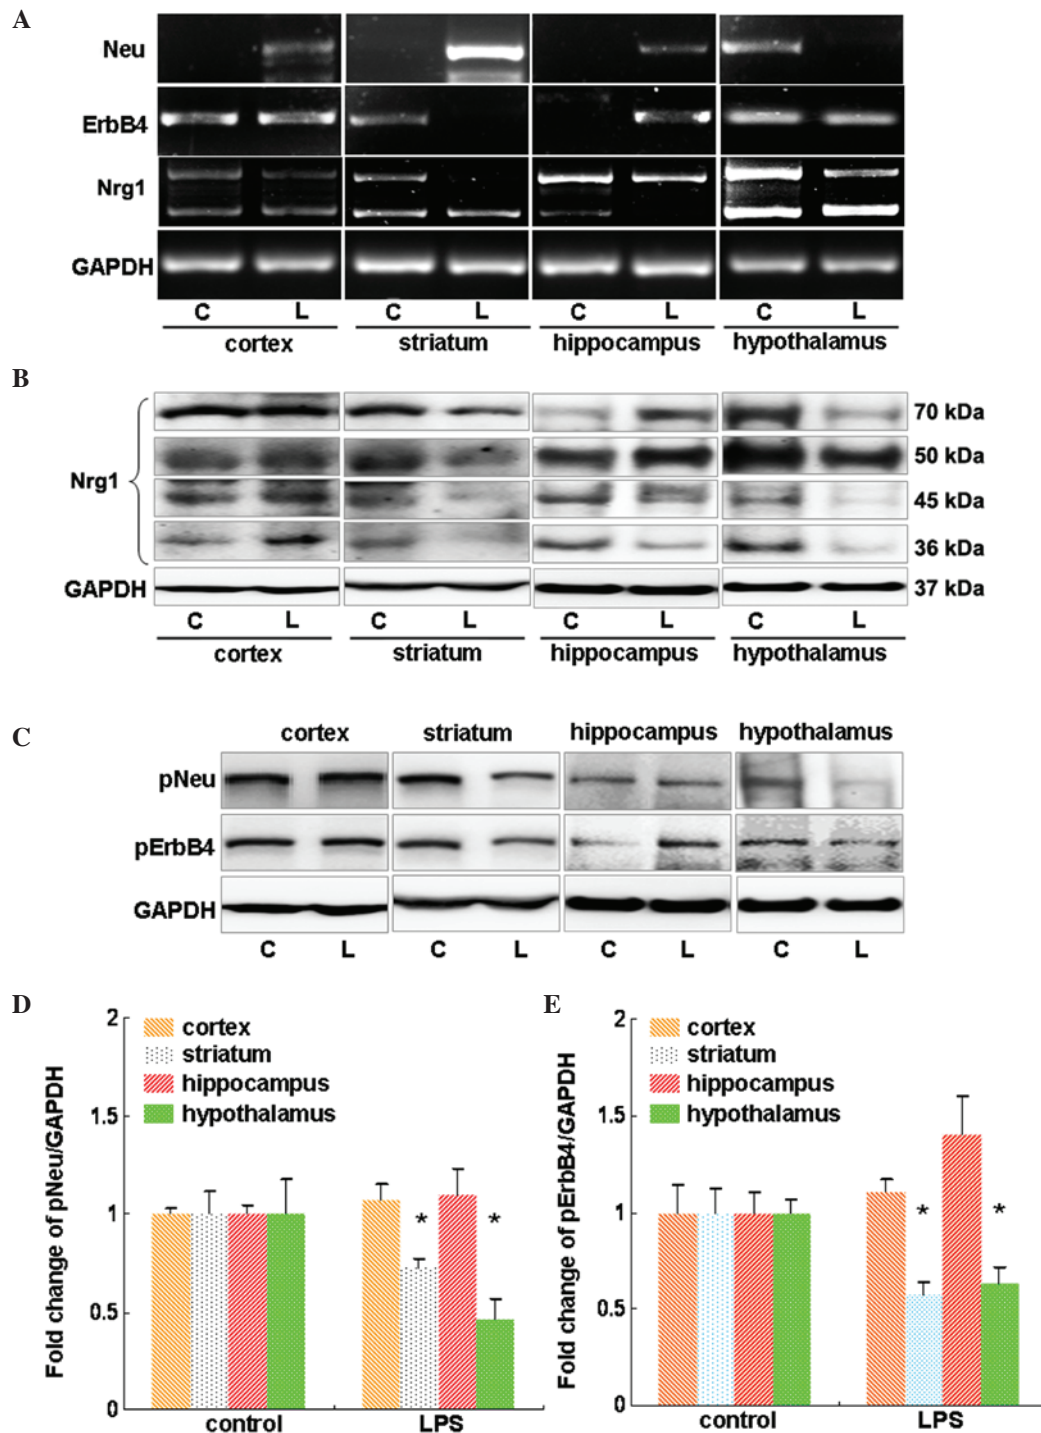 A
Neu
ErbB4
Nrg1
GAPDH
C L C L C L C L
cortex striatum hippocampus hypothalamus
B
Nrg1
70 kDa
50 kDa
45 kDa
36 kDa
GAPDH
37 kDa
C L C L C L C L
cortex striatum hippocampus hypothalamus
C
cortex striatum hippocampus hypothalamus
pNeu
pErbB4
GAPDH
C L C L C L C L
D
Fold change of pNeu/GAPDH
2
1.5
1
0.5
0
cortex
striatum
hippocampus
hypothalamus
* *
control LPS
E
Fold change of pErbB4/GAPDH
2
1.5
1
0.5
0
cortex
striatum
hippocampus
hypothalamus
* *
control LPS